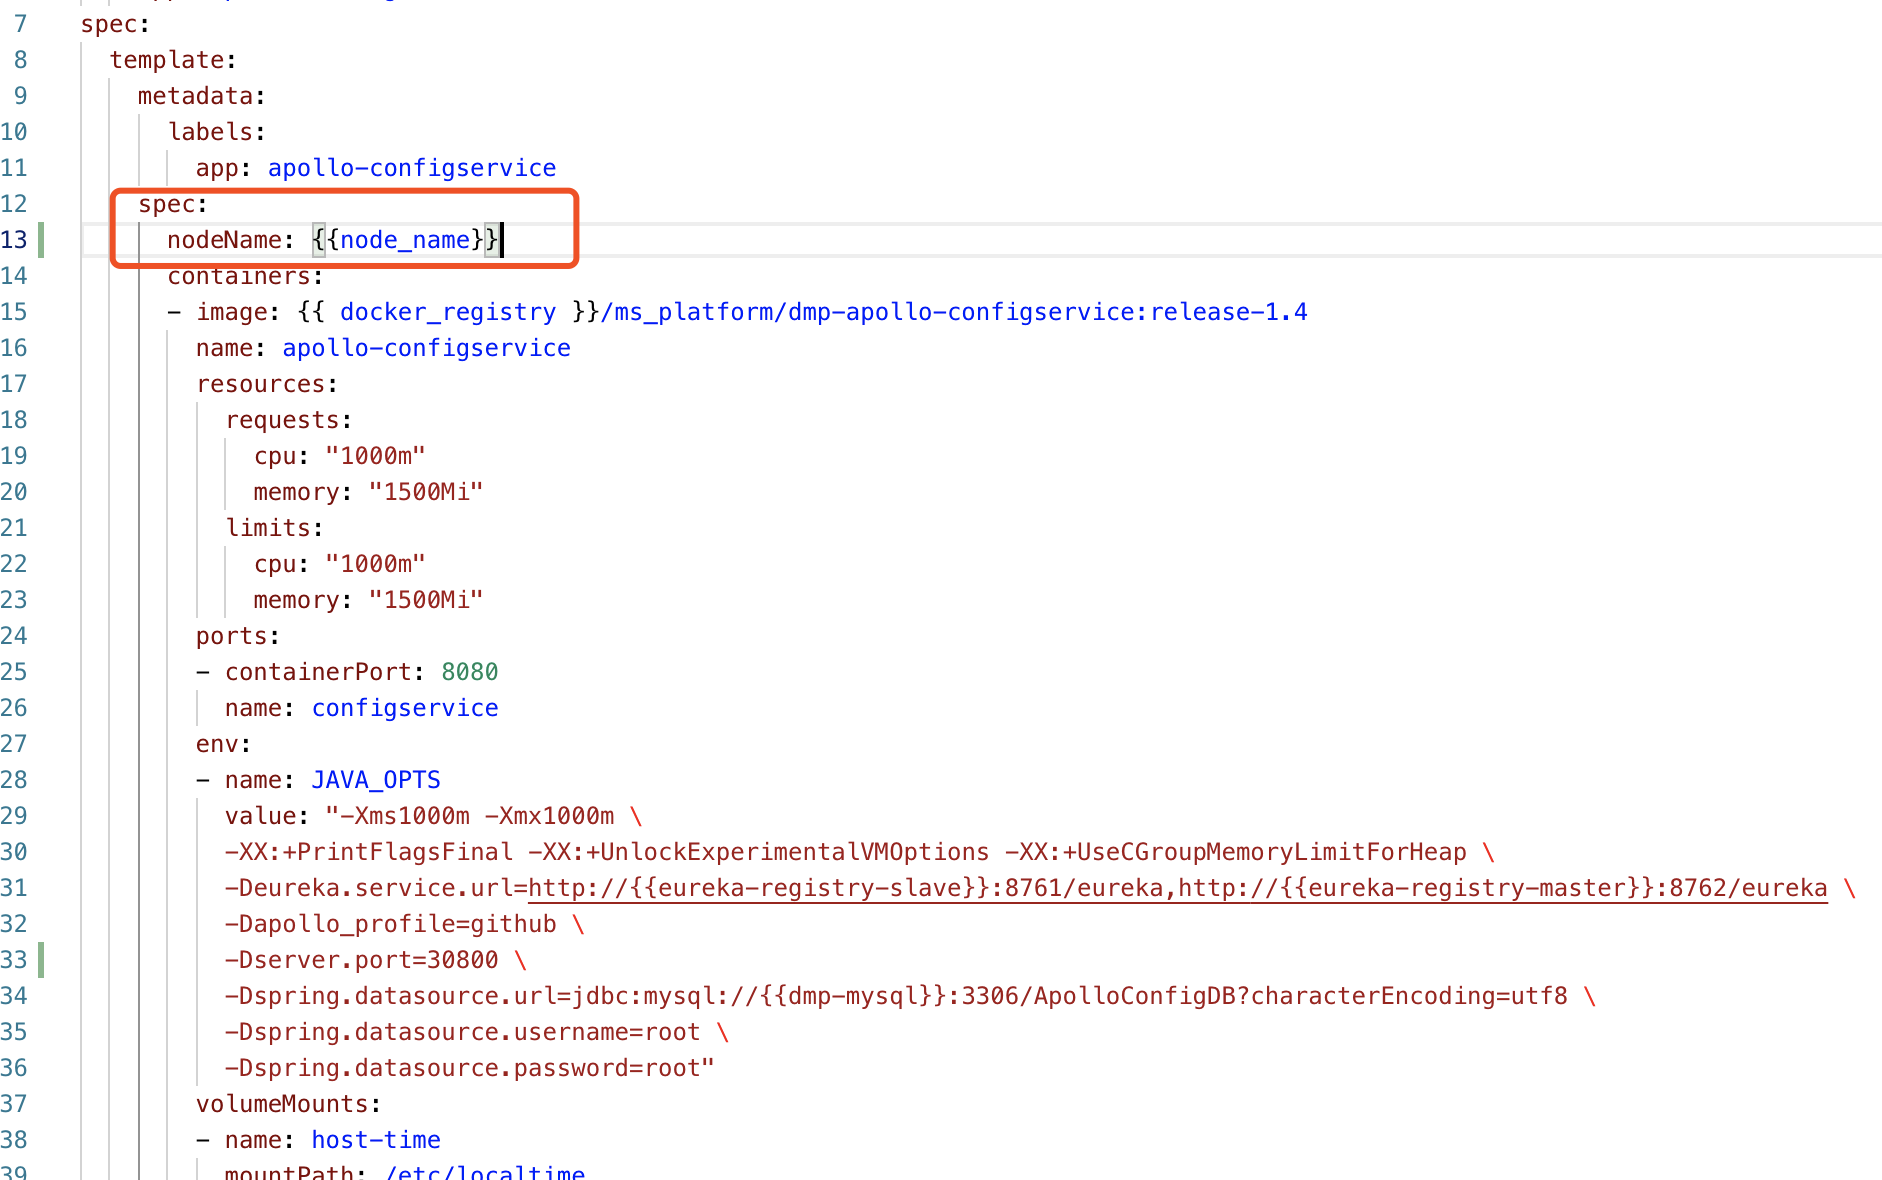 7 spec:
8 template:
9 metadata:
10 labels:
11 app: apollo-configservice
12 spec:
13 nodeName: {{node_name}}
14 containers:
15 - image: {{ docker_registry }}/ms_platform/dmp-apollo-configservice:release-1.4
16 name: apollo-configservice
17 resources:
18 requests:
19 cpu: "1000m"
20 memory: "1500Mi"
21 limits:
22 cpu: "1000m"
23 memory: "1500Mi"
24 ports:
25 - containerPort: 8080
26 name: configservice
27 env:
28 - name: JAVA_OPTS
29 value: "-Xms1000m -Xmx1000m \
30 -XX:+PrintFlagsFinal -XX:+UnlockExperimentalVMOptions -XX:+UseCGroupMemoryLimitForHeap \
31 -Deureka.service.url=http://{{eureka-registry-slave}}:8761/eureka,http://{{eureka-registry-master}}:8762/eureka \
32 -Dapollo_profile=github \
33 -Dserver.port=30800 \
34 -Dspring.datasource.url=jdbc:mysql://{{dmp-mysql}}:3306/ApolloConfigDB?characterEncoding=utf8 \
35 -Dspring.datasource.username=root \
36 -Dspring.datasource.password=root"
37 volumeMounts:
38 - name: host-time
39 mountPath: /etc/localtime